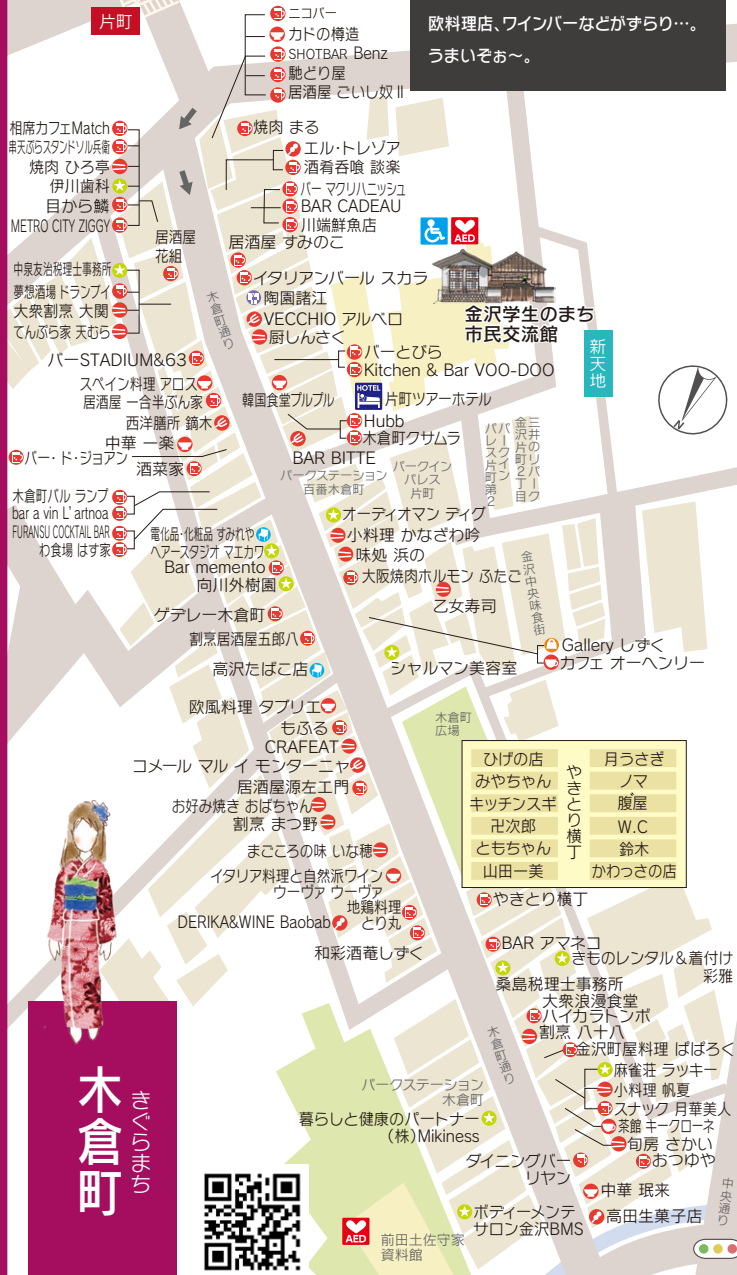 片町
欧料理店、ワインバーなどがずらり…。
うまいぞぉ～。
ニコバー
カドの樽造
SHOTBAR Benz
馳どり屋
居酒屋 ごいし奴Ⅱ
相席カフェMatch
串天ぷらスタンドソル兵衛
焼肉 ひろ亭
伊川歯科
目から鱗
METRO CITY ZIGGY
焼肉 まる
エル・トレゾア
酒肴呑喰 談楽
バー マクリハニッシュ
BAR CADEAU
川端鮮魚店
居酒屋
花組
居酒屋 すみのこ
AED
中泉友治税理士事務所
夢想酒場 ドランブイ
大衆割烹 大関
てんぷら家 天むら
木倉町通り
イタリアンバール スカラ
陶園諸江
VECCHIO アルベロ
厨しんさく
金沢学生のまち
市民交流館
新天地
バーSTADIUM&63
バーとびら
Kitchen & Bar VOO-DOO
スペイン料理 アロス
居酒屋 一合半ぶん家
西洋膳所 鏑木
中華 一楽
バー・ド・ジョアン
酒菜家
韓国食堂プルプル
HOTEL
片町ツアーホテル
Hubb
木倉町クサムラ
BAR BITTE
N
パークステーション
百番木倉町
パークイン
パレス
片町
パークイン
パレス片町第2
三井のリパーク
金沢片町2丁目
木倉町バル ランプ
bar a vin L' artnoa
FURANSU COCKTAIL BAR
わ食場 はす家
電化品・化粧品 すみれや
ヘアースタジオ マエカワ
Bar memento
向川外樹園
オーディオマン ディグ
小料理 かなざわ吟
味処 浜の
大阪焼肉ホルモン ふたご
乙女寿司
金沢中央味食街
ゲデレー木倉町
割烹居酒屋五郎八
高沢たばこ店
シャルマン美容室
Gallery しずく
カフェ オーヘンリー
欧風料理 タブリエ
もふる
CRAFEAT
コメール マル イ モンターニャ
居酒屋源左エ門
お好み焼き おばちゃん
割烹 まつ野
木倉町
広場
ひげの店
みやちゃん
キッチンスギ
卍次郎
ともちゃん
山田一美
やきとり横丁
月うさぎ
ノマ
腹屋
W.C
鈴木
かわっさの店
まごころの味 いな穂
イタリア料理と自然派ワイン
ウーヴァ ウーヴァ
地鶏料理
とり丸
DERIKA&WINE Baobab
和彩酒菴しずく
やきとり横丁
BAR アマネコ
きものレンタル＆着付け
彩雅
桑島税理士事務所
大衆浪漫食堂
ハイカラトンボ
割烹 八十八
金沢町屋料理 ぱぱろく
麻雀荘 ラッキー
小料理 帆夏
スナック 月華美人
茶館 キークローネ
旬房 さかい
おつゆや
木倉町通り
パークステーション
木倉町
暮らしと健康のパートナー
(株)Mikiness
ダイニングバー
リヤン
中華 珉来
高田生菓子店
ボディーメンテ
サロン金沢BMS
中央通り
AED
前田土佐守家
資料館
木倉町
きぐらまち